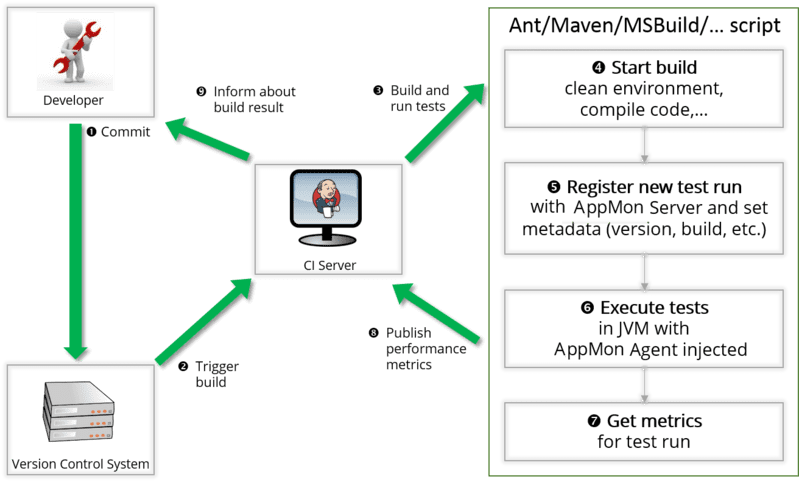 Developer
❶ Commit
Version Control System
❷ Trigger
build
CI Server
❾ Inform about
build result
❸ Build and
run tests
❽ Publish
performance
metrics
Ant/Maven/MSBuild/... script
❹ Start build
clean environment,
compile code,...
❺ Register new test run
with AppMon Server and set
metadata (version, build, etc.)
❻ Execute tests
in JVM with
AppMon Agent injected
❼ Get metrics
for test run